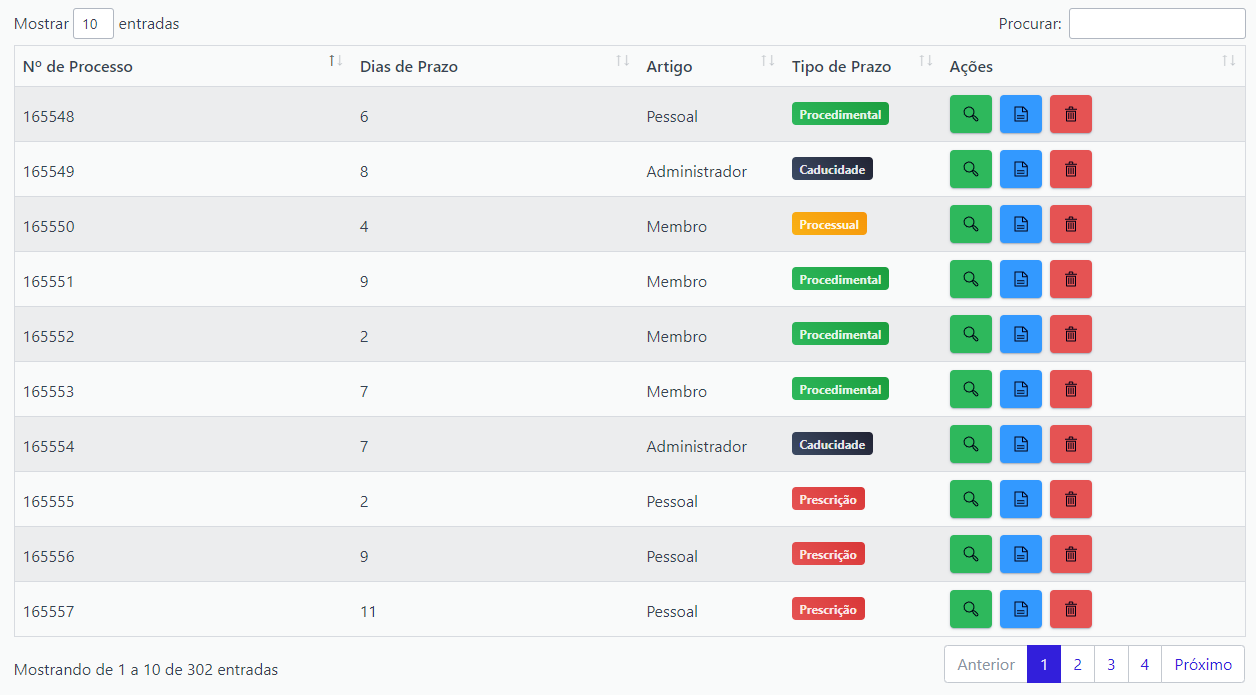 Mostrar 10 entradas Procurar:
Nº de Processo Dias de Prazo Artigo Tipo de Prazo Ações
165548 6 Pessoal Procedimental
165549 8 Administrador Caducidade
165550 4 Membro Processual
165551 9 Membro Procedimental
165552 2 Membro Procedimental
165553 7 Membro Procedimental
165554 7 Administrador Caducidade
165555 2 Pessoal Prescrição
165556 9 Pessoal Prescrição
165557 11 Pessoal Prescrição
Mostrando de 1 a 10 de 302 entradas Anterior 1 2 3 4 Próximo